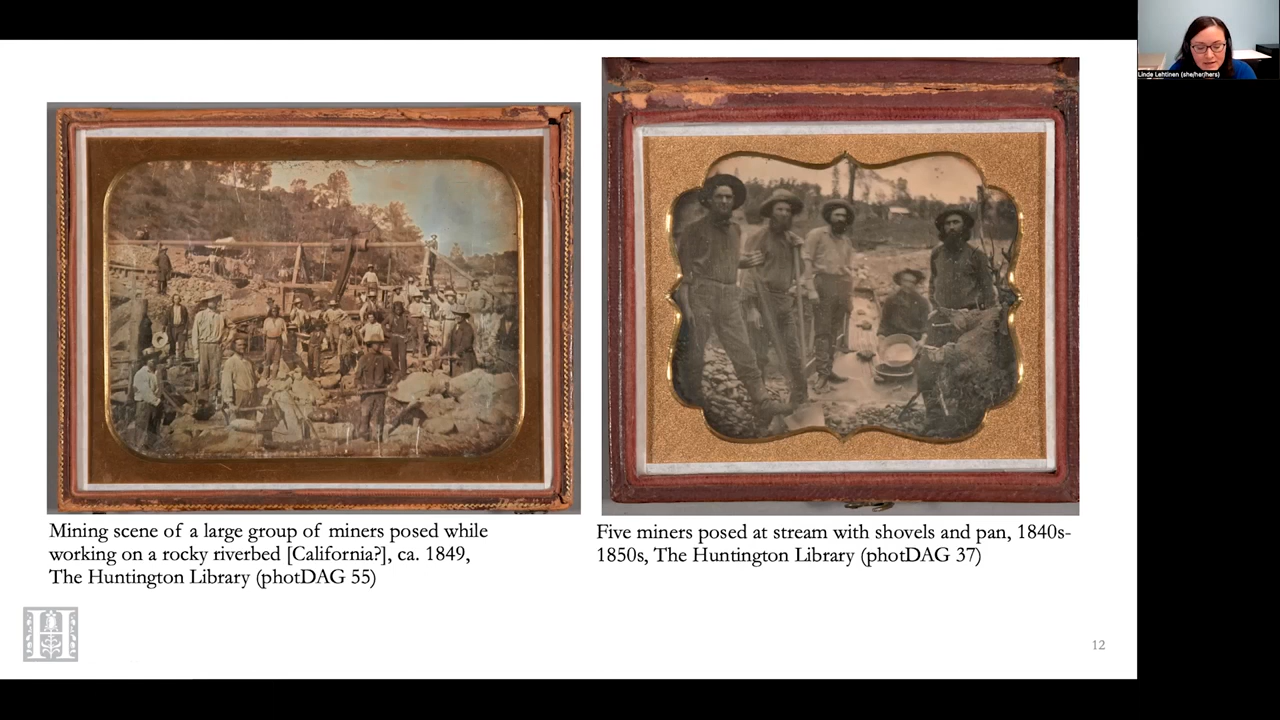 Linde Lehtinen (she/her/hers)
Mining scene of a large group of miners posed while
working on a rocky riverbed [California?], ca. 1849,
The Huntington Library (photDAG 55)
Five miners posed at stream with shovels and pan, 1840s-
1850s, The Huntington Library (photDAG 37)
H
12